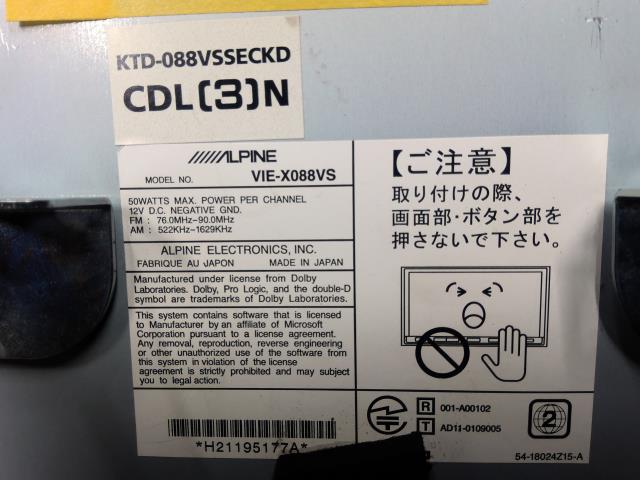 KTD-088VSSECKD
CDL(3)N
ALPINE
MODEL NO. VIE-X088VS
50WATTS MAX. POWER PER CHANNEL
12V D.C. NEGATIVE GND.
FM : 76.0MHz-90.0MHz
AM : 522KHz-1629KHz
ALPINE ELECTRONICS, INC.
FABRIQUÉ AU JAPON MADE IN JAPAN
Manufactured under license from Dolby
Laboratories. Dolby, Pro Logic, and the double-D
symbol are trademarks of Dolby Laboratories.
This system contains software that is licensed
to Manufacturer by an affiliate of Microsoft
Corporation pursuant to a license agreement.
Any removal, reproduction, reverse engineering
or other unauthorized use of the software from
this system in violation of the license
agreement is strictly prohibited and may subject
you to legal action.
*H21195177A*
【ご注意】
取り付けの際、
画面部・ボタン部を
押さないで下さい。
R 001-A00102
T AD11-0109005
2
54-18024Z15-A